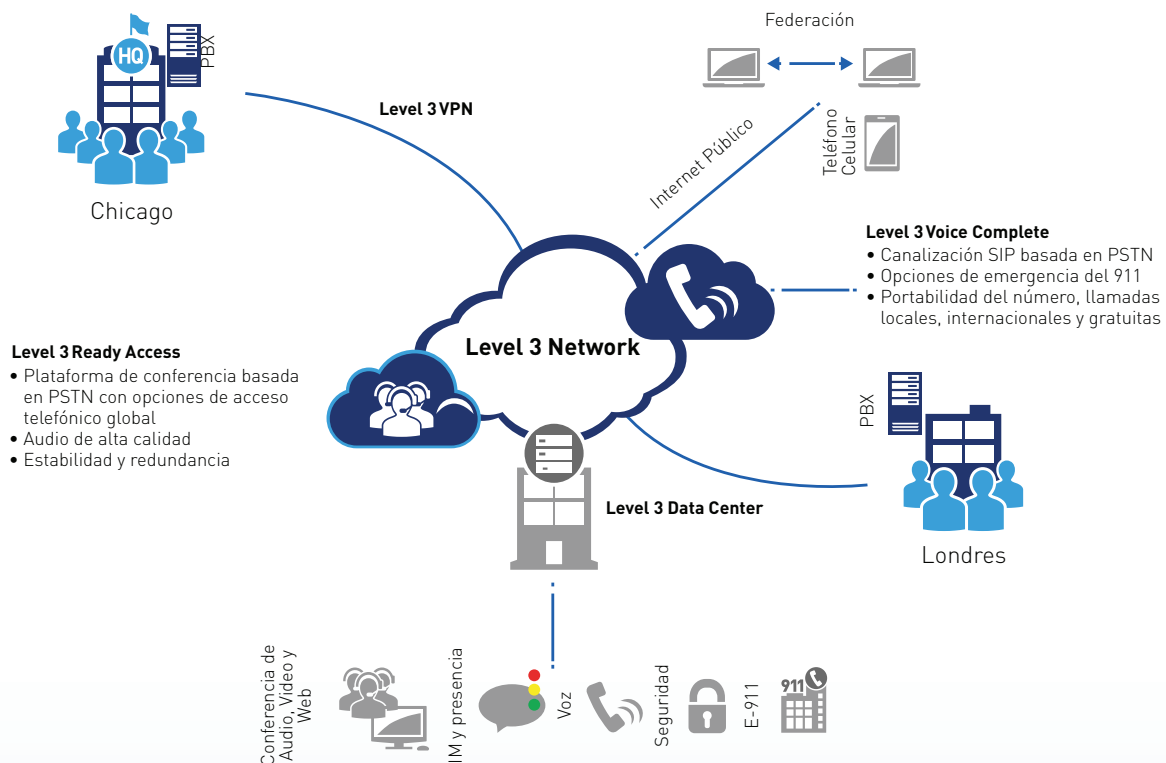 HQ
PBX
Chicago
Level 3 VPN
Federación
Internet Público
Teléfono
Celular
Level 3 Voice Complete
• Canalización SIP basada en PSTN
• Opciones de emergencia del 911
• Portabilidad del número, llamadas
locales, internacionales y gratuitas
Level 3 Network
Level 3 Ready Access
• Plataforma de conferencia basada
en PSTN con opciones de acceso
telefónico global
• Audio de alta calidad
• Estabilidad y redundancia
PBX
Londres
Level 3 Data Center
Conferencia de
Audio, Video y
Web
IM y presencia
Voz
Seguridad
E-911
911